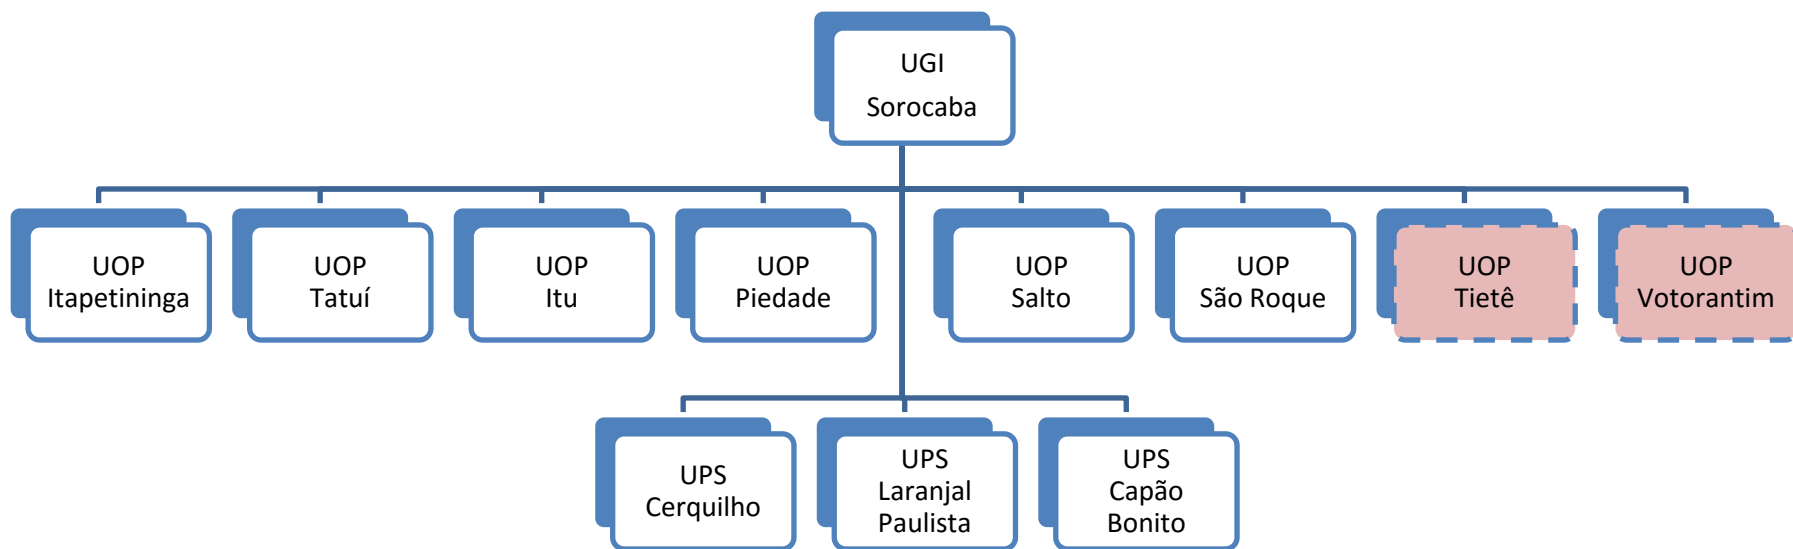 UGI
Sorocaba
UOP
Itapetininga
UOP
Tatuí
UOP
Itu
UOP
Piedade
UOP
Salto
UOP
São Roque
UOP
Tietê
UOP
Votorantim
UPS
Cerquilho
UPS
Laranjal
Paulista
UPS
Capão
Bonito